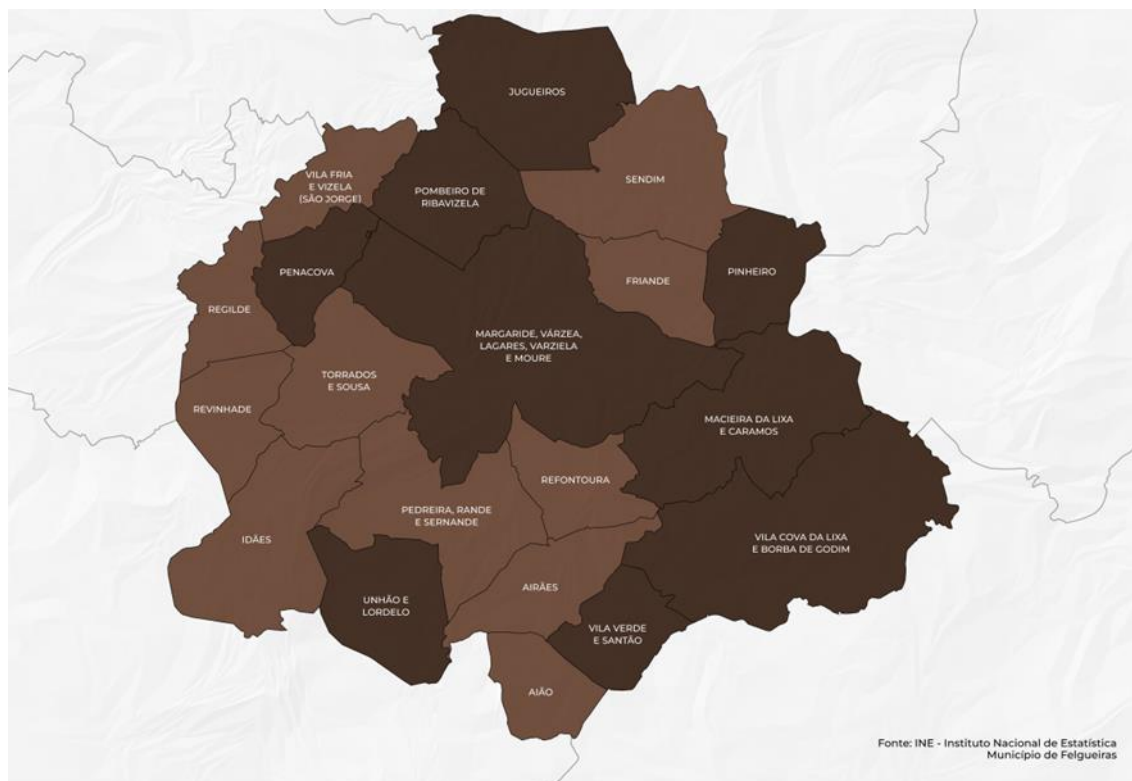 JUGUEIROS
VILA FRIA
E VIZELA
(SÃO JORGE)
POMBEIRO DE
RIBAVIZELA
SENDIM
PENACOVA
FRIANDE
PINHEIRO
REGILDE
MARGARIDE, VÁRZEA,
LAGARES, VARZIELA
E MOURE
TORRADOS
E SOUSA
REVINHADE
MACIEIRA DA LIXA
E CARAMOS
REFONTOURA
PEDREIRA, RANDE
E SERNANDE
IDÃES
VILA COVA DA LIXA
E BORBA DE GODIM
AIRÃES
UNHÃO E
LORDELO
VILA VERDE
E SANTÃO
AIÃO
Fonte: INE - Instituto Nacional de Estatística
Município de Felgueiras